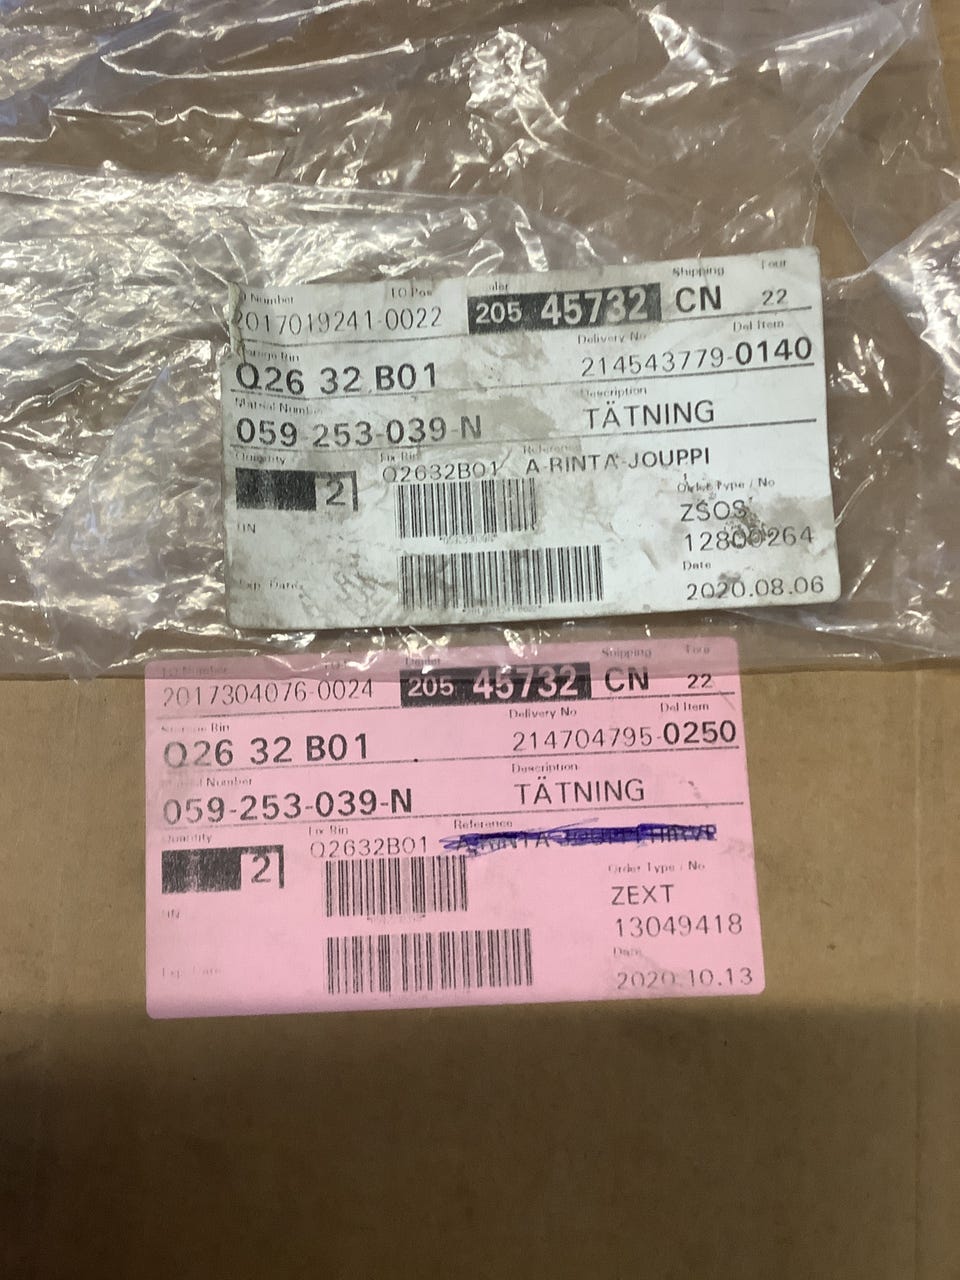 Number TO Pos Shipping Tour
2017019241-0022 205 45732 CN 22
Delivery No Del Item
Q26 32 B01 214543779-0140
Description
059-253-039-N TÄTNING
Quantity Fix Bin Reference
2 Q2632B01 A-RINTA-JOUPPI
Order Type / No
ZSOS
UN 12800264
Exp. Date Date
2020.08.06
TO Number Dealer Shipping Tour
2017304076-0024 205 45732 CN 22
Storage Bin Delivery No Del Item
Q26 32 B01 214704795-0250
Material Number Description
059-253-039-N TÄTNING
Quantity Fix Bin Reference
2 Q2632B01
Order Type / No
ZEXT
UN 13049418
Exp. Date Date
2020.10.13